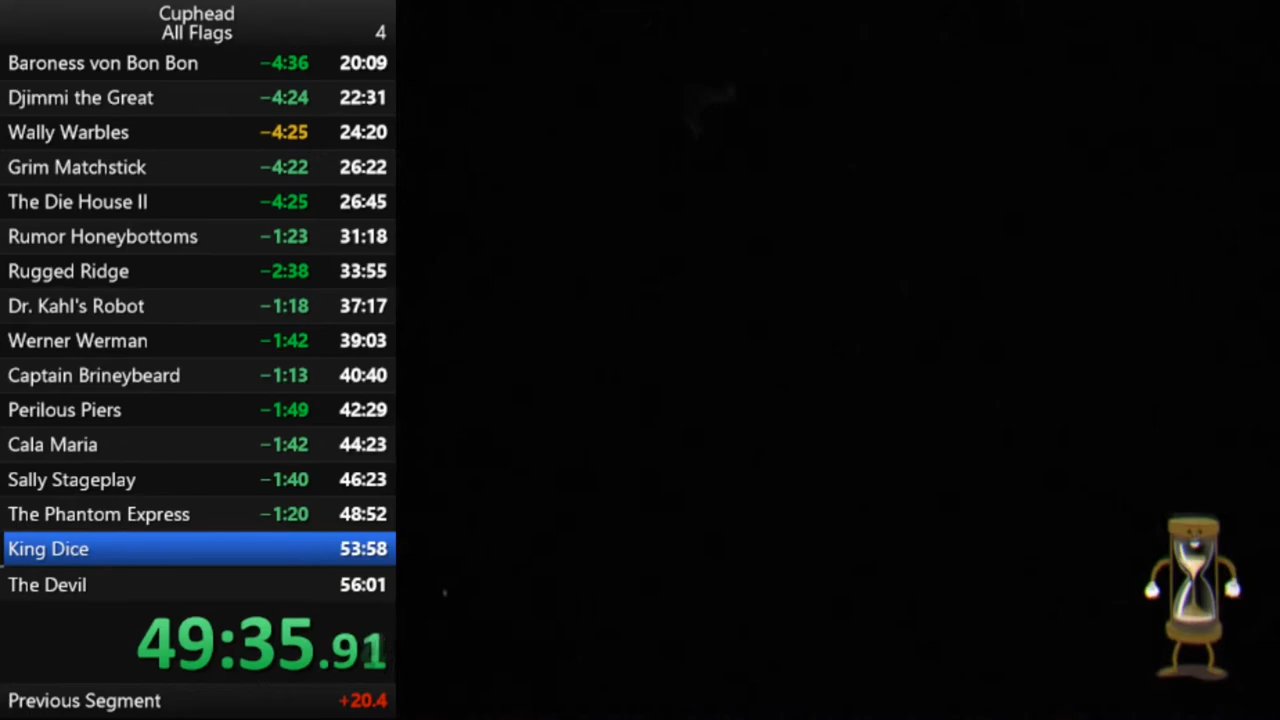 Cuphead
All Flags 4
Baroness von Bon Bon −4:36 20:09
Djimmi the Great −4:24 22:31
Wally Warbles −4:25 24:20
Grim Matchstick −4:22 26:22
The Die House II −4:25 26:45
Rumor Honeybottoms −1:23 31:18
Rugged Ridge −2:38 33:55
Dr. Kahl's Robot −1:18 37:17
Werner Werman −1:42 39:03
Captain Brineybeard −1:13 40:40
Perilous Piers −1:49 42:29
Cala Maria −1:42 44:23
Sally Stageplay −1:40 46:23
The Phantom Express −1:20 48:52
King Dice 53:58
The Devil 56:01
49:35.91
Previous Segment +20.4